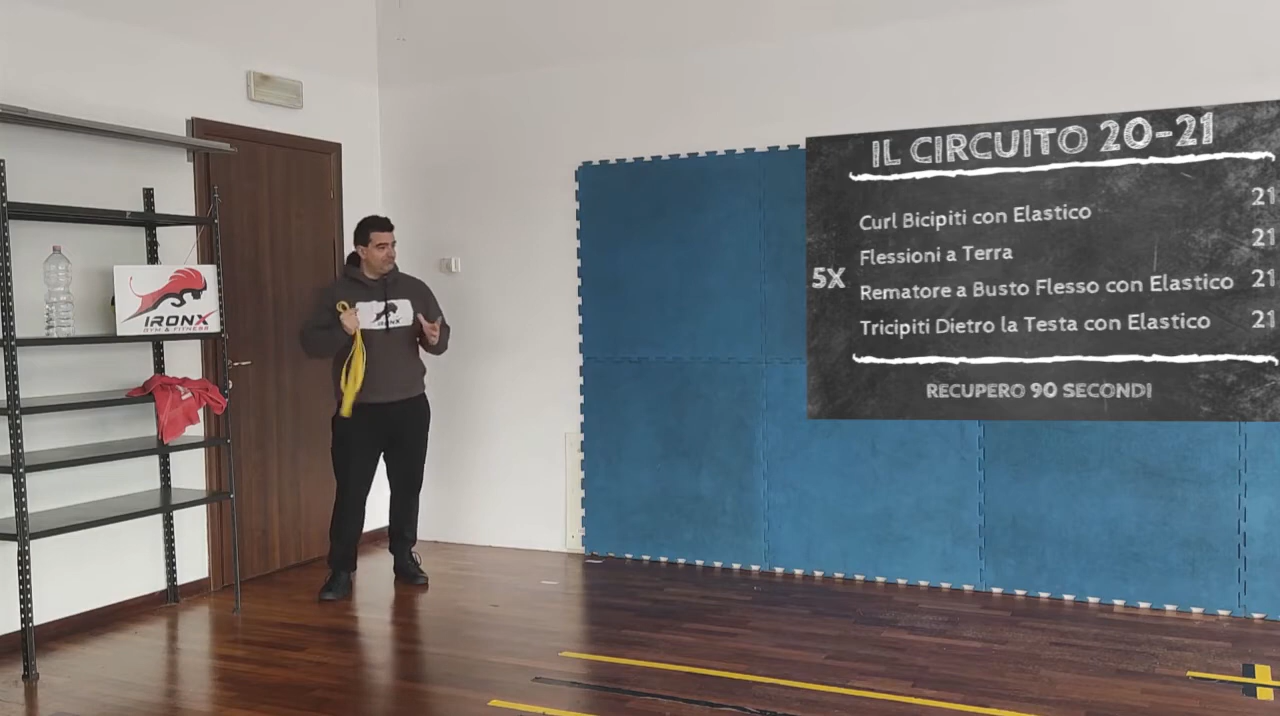 IL CIRCUITO 20-21
Curl Bicipiti con Elastico 21
Flessioni a Terra 21
5X
Rematore a Busto Flesso con Elastico 21
Tricipiti Dietro la Testa con Elastico 21
RECUPERO 90 SECONDI
IRONX
GYM & FITNESS
IRONX